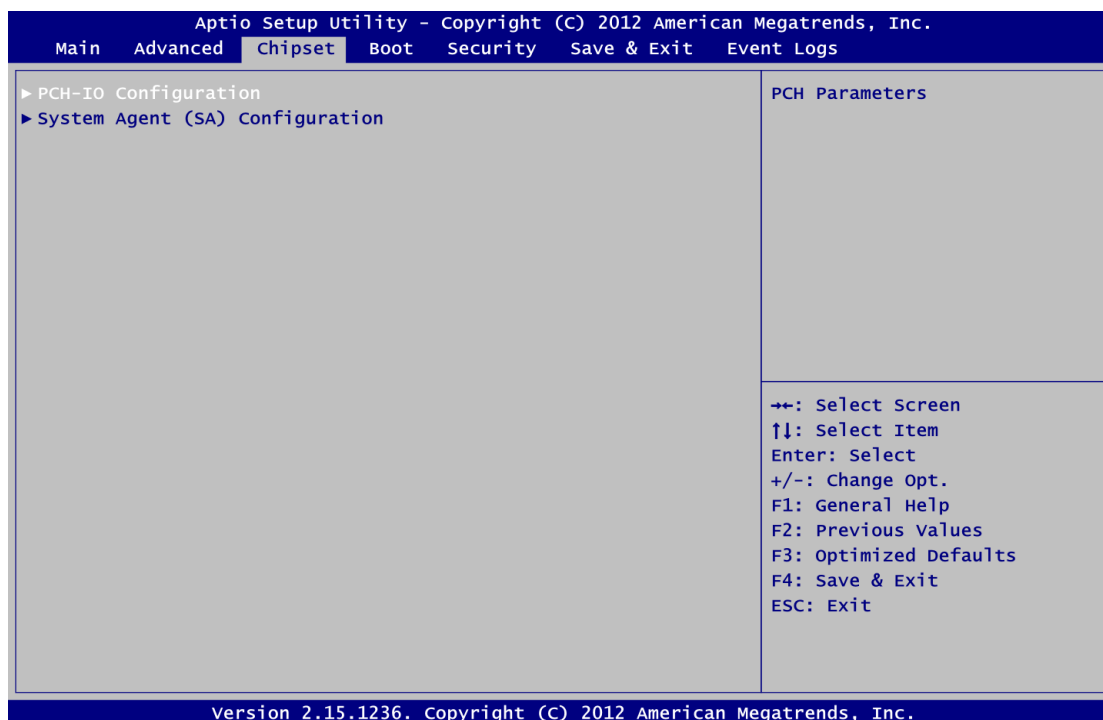 Aptio Setup Utility - Copyright (C) 2012 American Megatrends, Inc.
Main Advanced Chipset Boot Security Save & Exit Event Logs
▶ PCH-IO Configuration
▶ System Agent (SA) Configuration
PCH Parameters
→←: Select Screen
↑↓: Select Item
Enter: Select
+/-: Change Opt.
F1: General Help
F2: Previous Values
F3: Optimized Defaults
F4: Save & Exit
ESC: Exit
Version 2.15.1236. Copyright (C) 2012 American Megatrends, Inc.